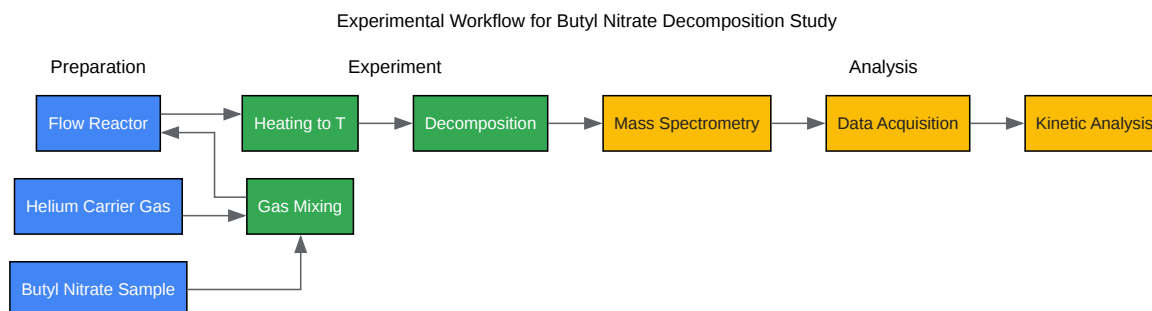 Experimental Workflow for Butyl Nitrate Decomposition Study
Preparation
Experiment
Analysis
Flow Reactor
Heating to T
Decomposition
Mass Spectrometry
Data Acquisition
Kinetic Analysis
Helium Carrier Gas
Gas Mixing
Butyl Nitrate Sample